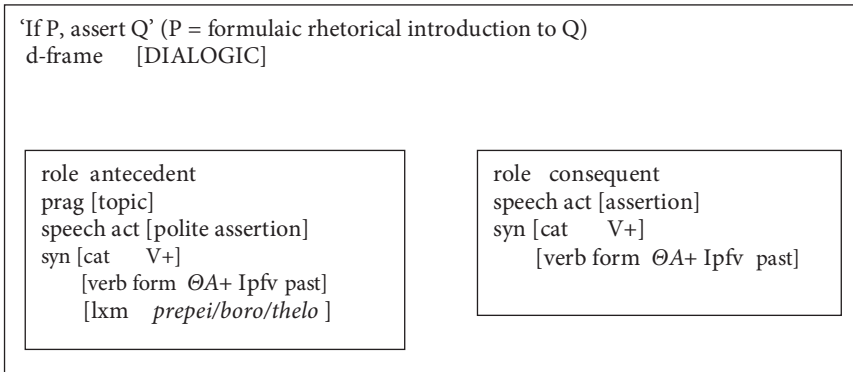 ‘If P, assert Q’ (P = formulaic rhetorical introduction to Q)
d-frame [DIALOGIC]
role antecedent
prag [topic]
speech act [polite assertion]
syn [cat V+]
[verb form ΘA+ Ipfv past]
[lxm prepei/boro/thelo ]
role consequent
speech act [assertion]
syn [cat V+]
[verb form ΘA+ Ipfv past]